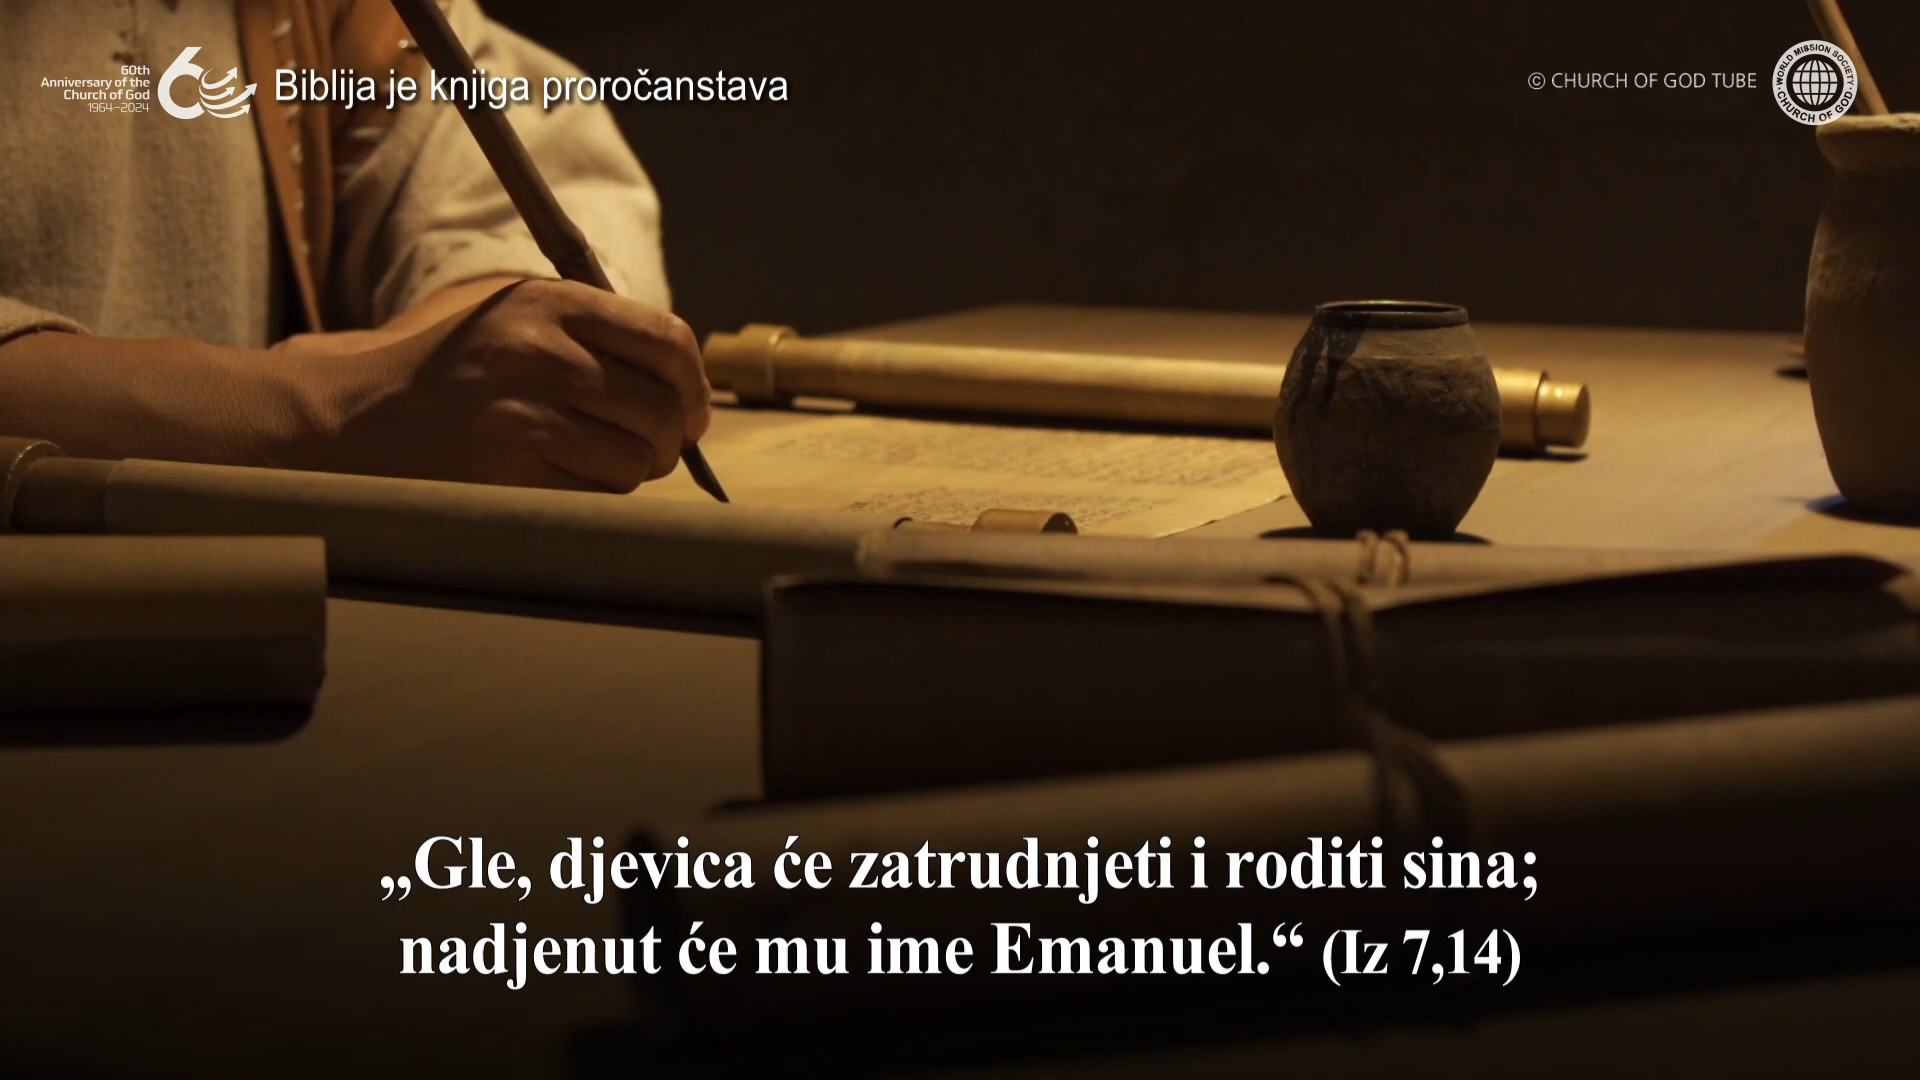 60th
Anniversary of the
Church of God
1964–2024
60
Biblija je knjiga proročanstava
© CHURCH OF GOD TUBE
WORLD MISSION SOCIETY
CHURCH OF GOD
„Gle, djevica će zatrudnjeti i roditi sina;
nadjenut će mu ime Emanuel.“ (Iz 7,14)